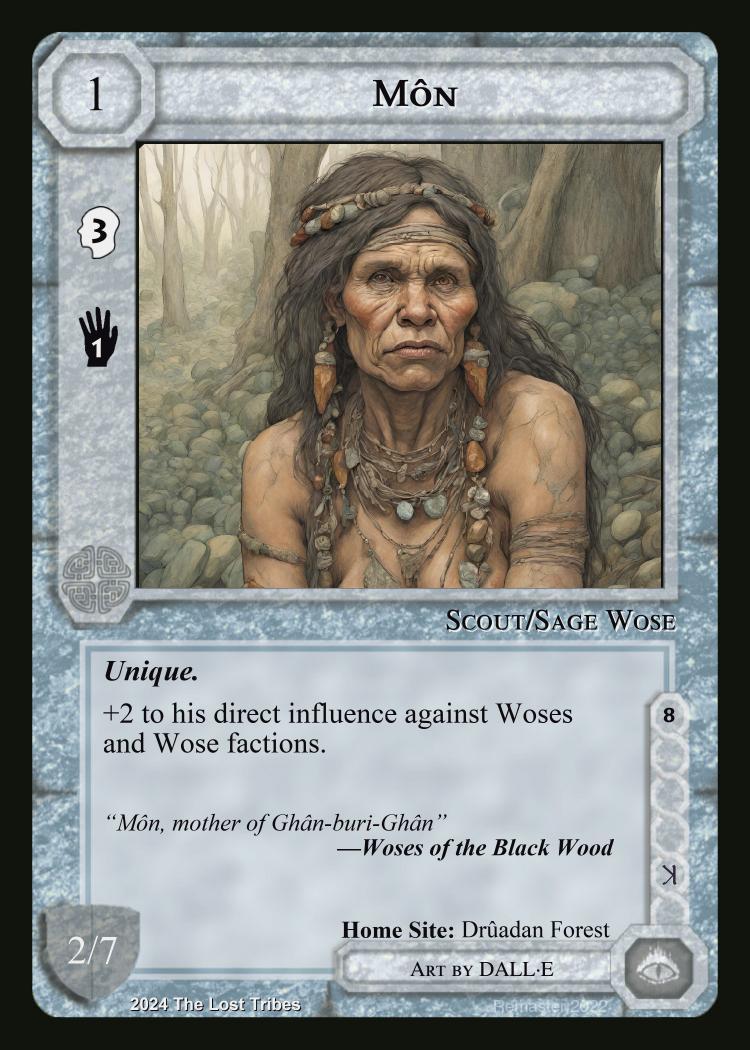 1
Môn
3
1
Scout/Sage Wose
Unique.
+2 to his direct influence against Woses
and Wose factions.
8
“Môn, mother of Ghân-buri-Ghân”
—Woses of the Black Wood
Home Site: Drûadan Forest
2/7
Art by DALL·E
2024 The Lost Tribes
Remaster 2022